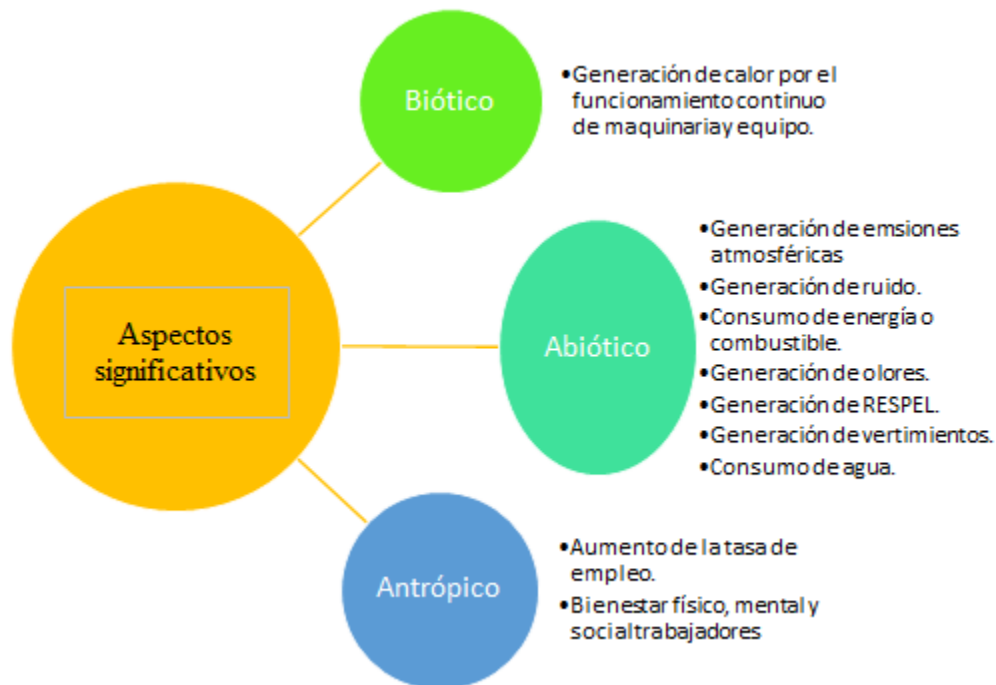 Biótico
•Generación de calor por el
funcionamiento continuo
de maquinaria y equipo.
Aspectos
significativos
Abiótico
•Generación de emsiones
atmosféricas
•Generación de ruido.
•Consumo de energía o
combustible.
•Generación de olores.
•Generación de RESPEL.
•Generación de vertimientos.
•Consumo de agua.
Antrópico
•Aumento de la tasa de
empleo.
•Bienestar físico, mental y
social trabajadores